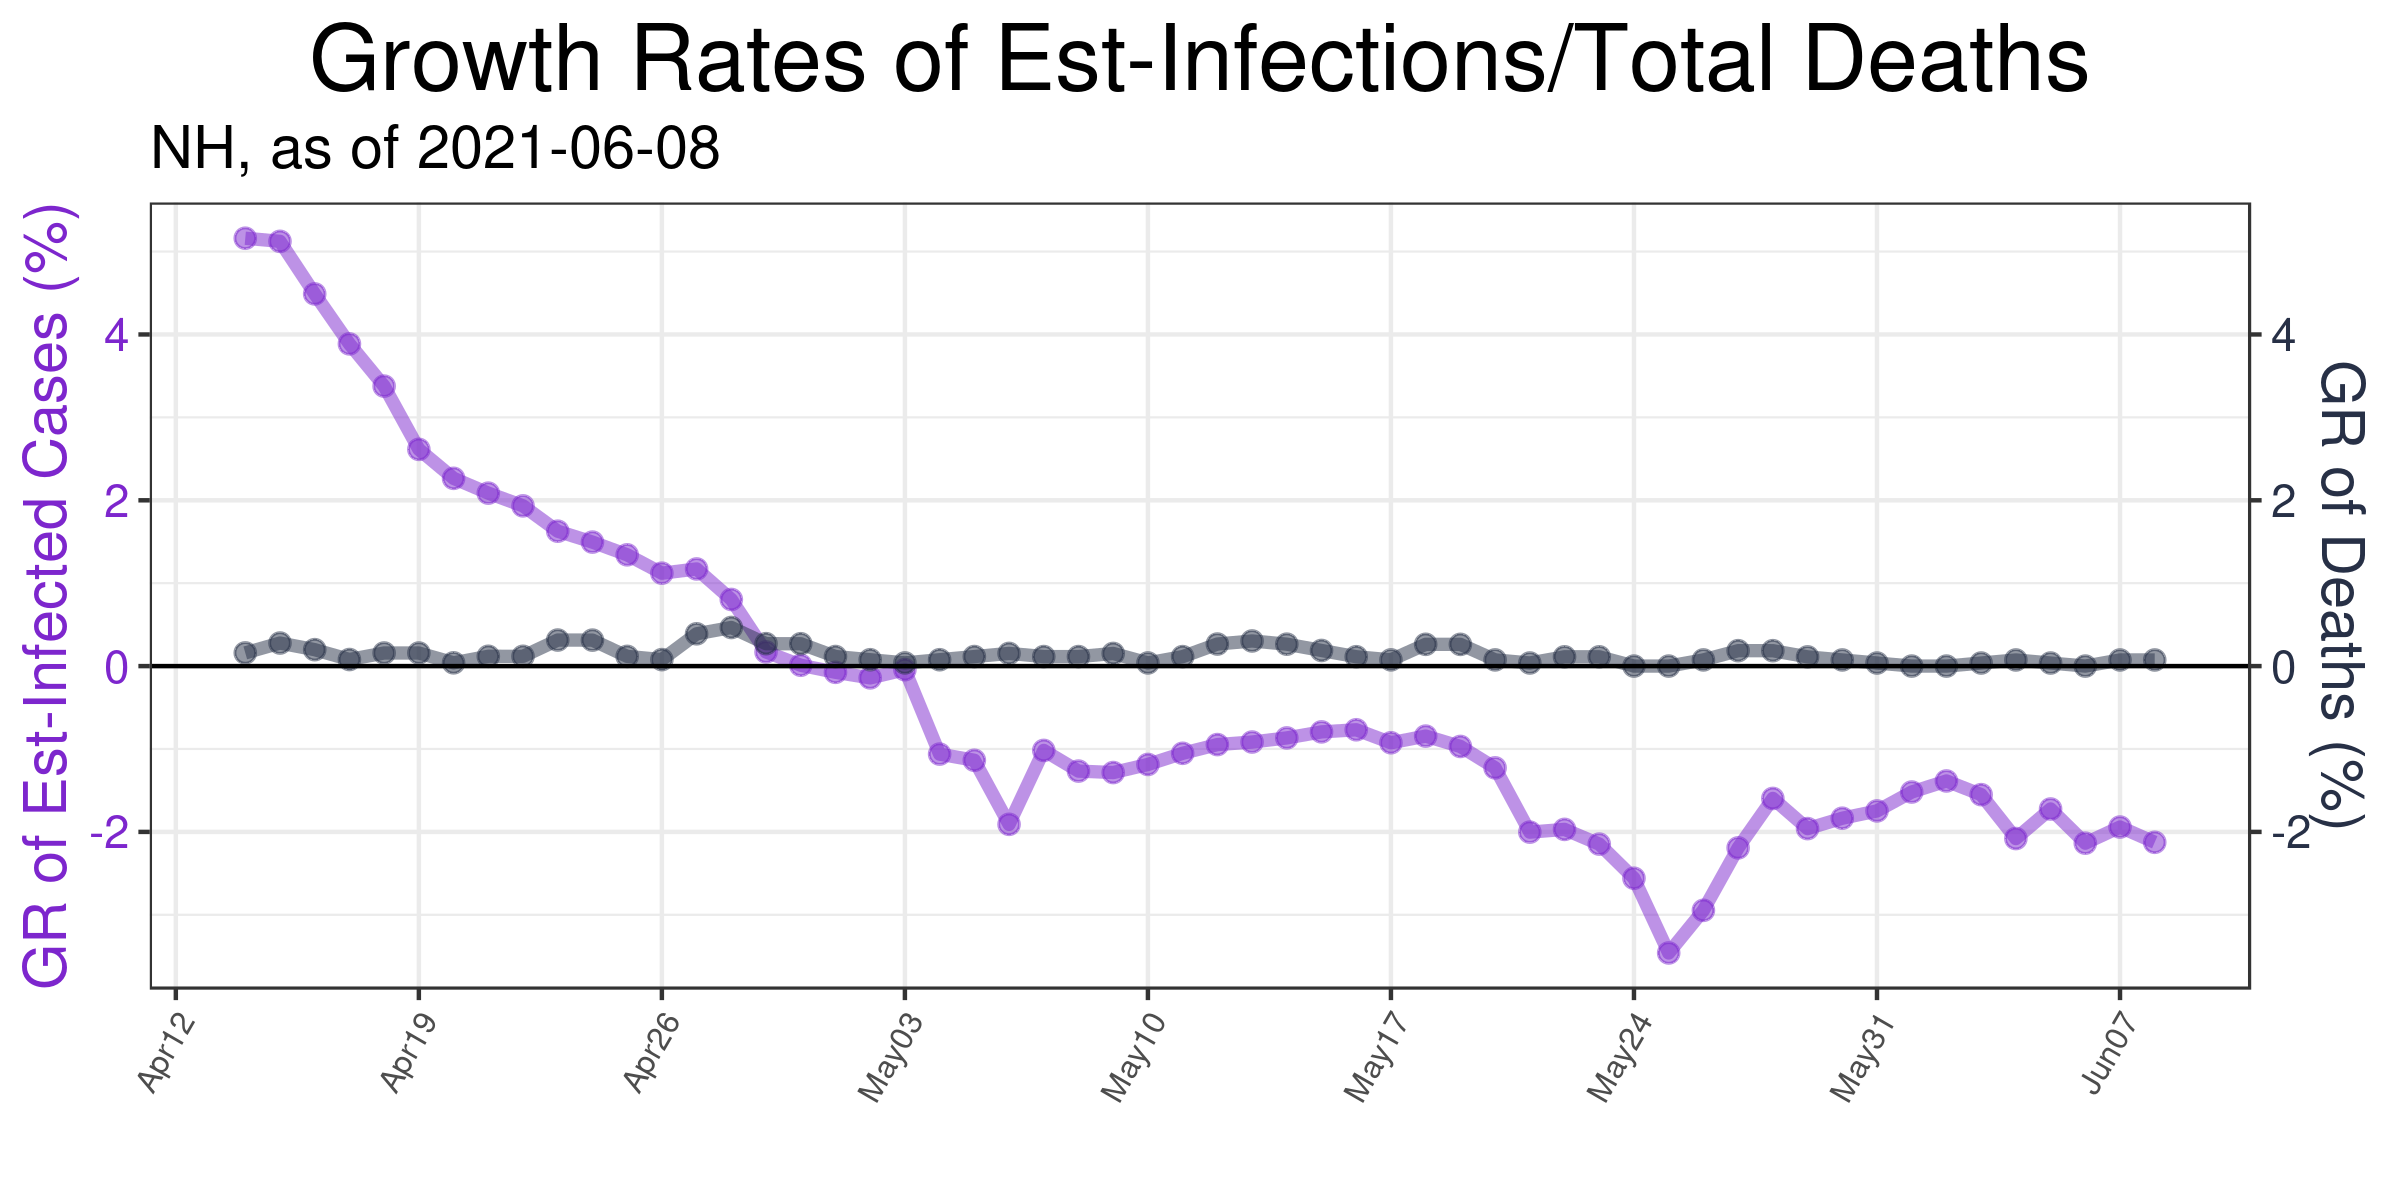 Growth Rates of Est-Infections/Total Deaths
NH, as of 2021-06-08
GR of Est-Infected Cases (%)
4
2
0
-2
4
2
0
-2
GR of Deaths (%)
Apr12
Apr19
Apr26
May03
May10
May17
May24
May31
Jun07